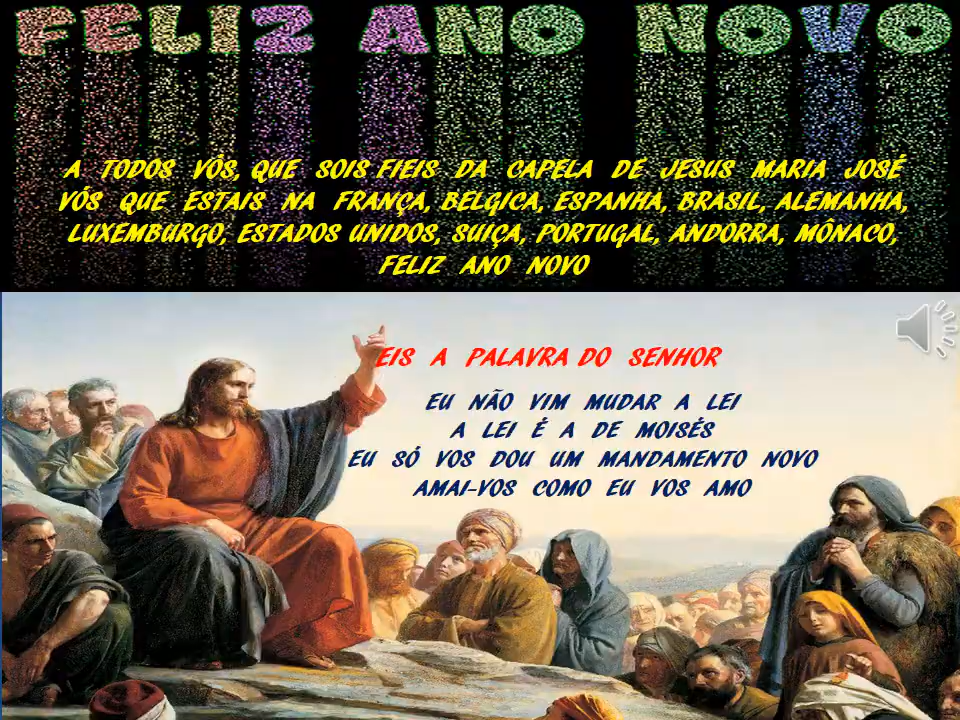 FELIZ ANO NOVO
A TODOS VÓS, QUE SOIS FIEIS DA CAPELA DE JESUS MARIA JOSÉ
VÓS QUE ESTAIS NA FRANÇA, BELGICA, ESPANHA, BRASIL, ALEMANHA,
LUXEMBURGO, ESTADOS UNIDOS, SUIÇA, PORTUGAL, ANDORRA, MÔNACO,
FELIZ ANO NOVO
EIS A PALAVRA DO SENHOR
EU NÃO VIM MUDAR A LEI
A LEI É A DE MOISÉS
EU SÓ VOS DOU UM MANDAMENTO NOVO
AMAI-VOS COMO EU VOS AMO